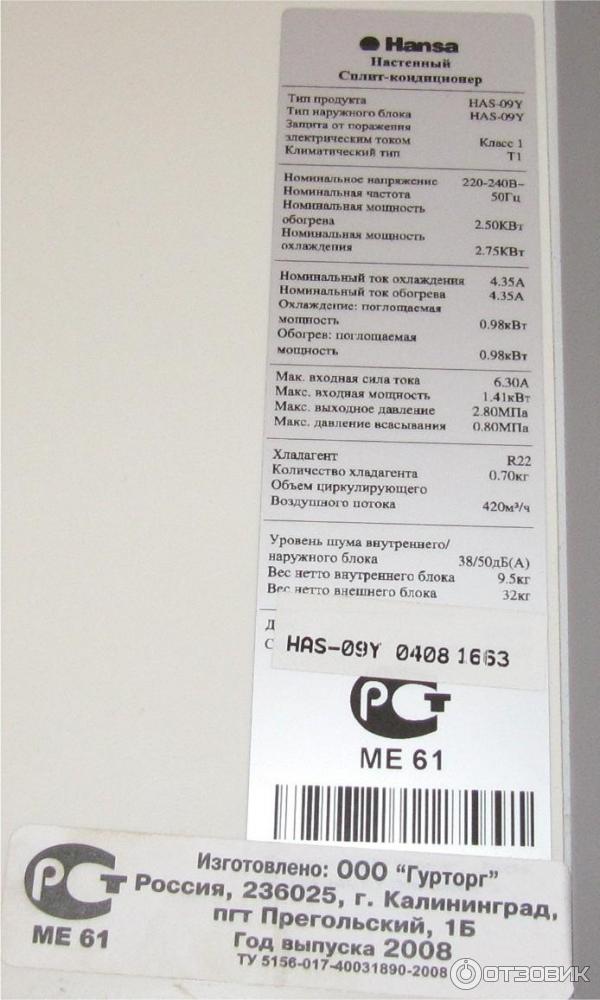 Hansa
Настенный
Сплит-кондиционер
Тип продукта HAS-09Y
Тип наружного блока HAS-09Y
Защита от поражения
электрическим током Класс 1
Климатический тип T1
Номинальное напряжение 220-240В~
Номинальная частота 50Гц
Номинальная мощность
обогрева 2.50КВт
Номинальная мощность
охлаждения 2.75КВт
Номинальный ток охлаждения 4.35А
Номинальный ток обогрева 4.35А
Охлаждение: поглощаемая
мощность 0.98кВт
Обогрев: поглощаемая
мощность 0.98кВт
Мак. входная сила тока 6.30А
Макс. входная мощность 1.41кВт
Макс. выходное давление 2.80МПа
Макс. давление всасывания 0.80МПа
Хладагент R22
Количество хладагента 0.70кг
Объем циркулирующего
Воздушного потока 420м³/ч
Уровень шума внутреннего/
наружного блока 38/50дБ(А)
Вес нетто внутреннего блока 9.5кг
Вес нетто внешнего блока 32кг
HAS-09Y 0408 1663
РСТ
ME 61
РСТ
ME 61
Изготовлено: ООО "Гурторг"
Россия, 236025, г. Калининград,
пгт Прегольский, 1Б
Год выпуска 2008
ТУ 5156-017-40031890-2008
ОТЗОВИК